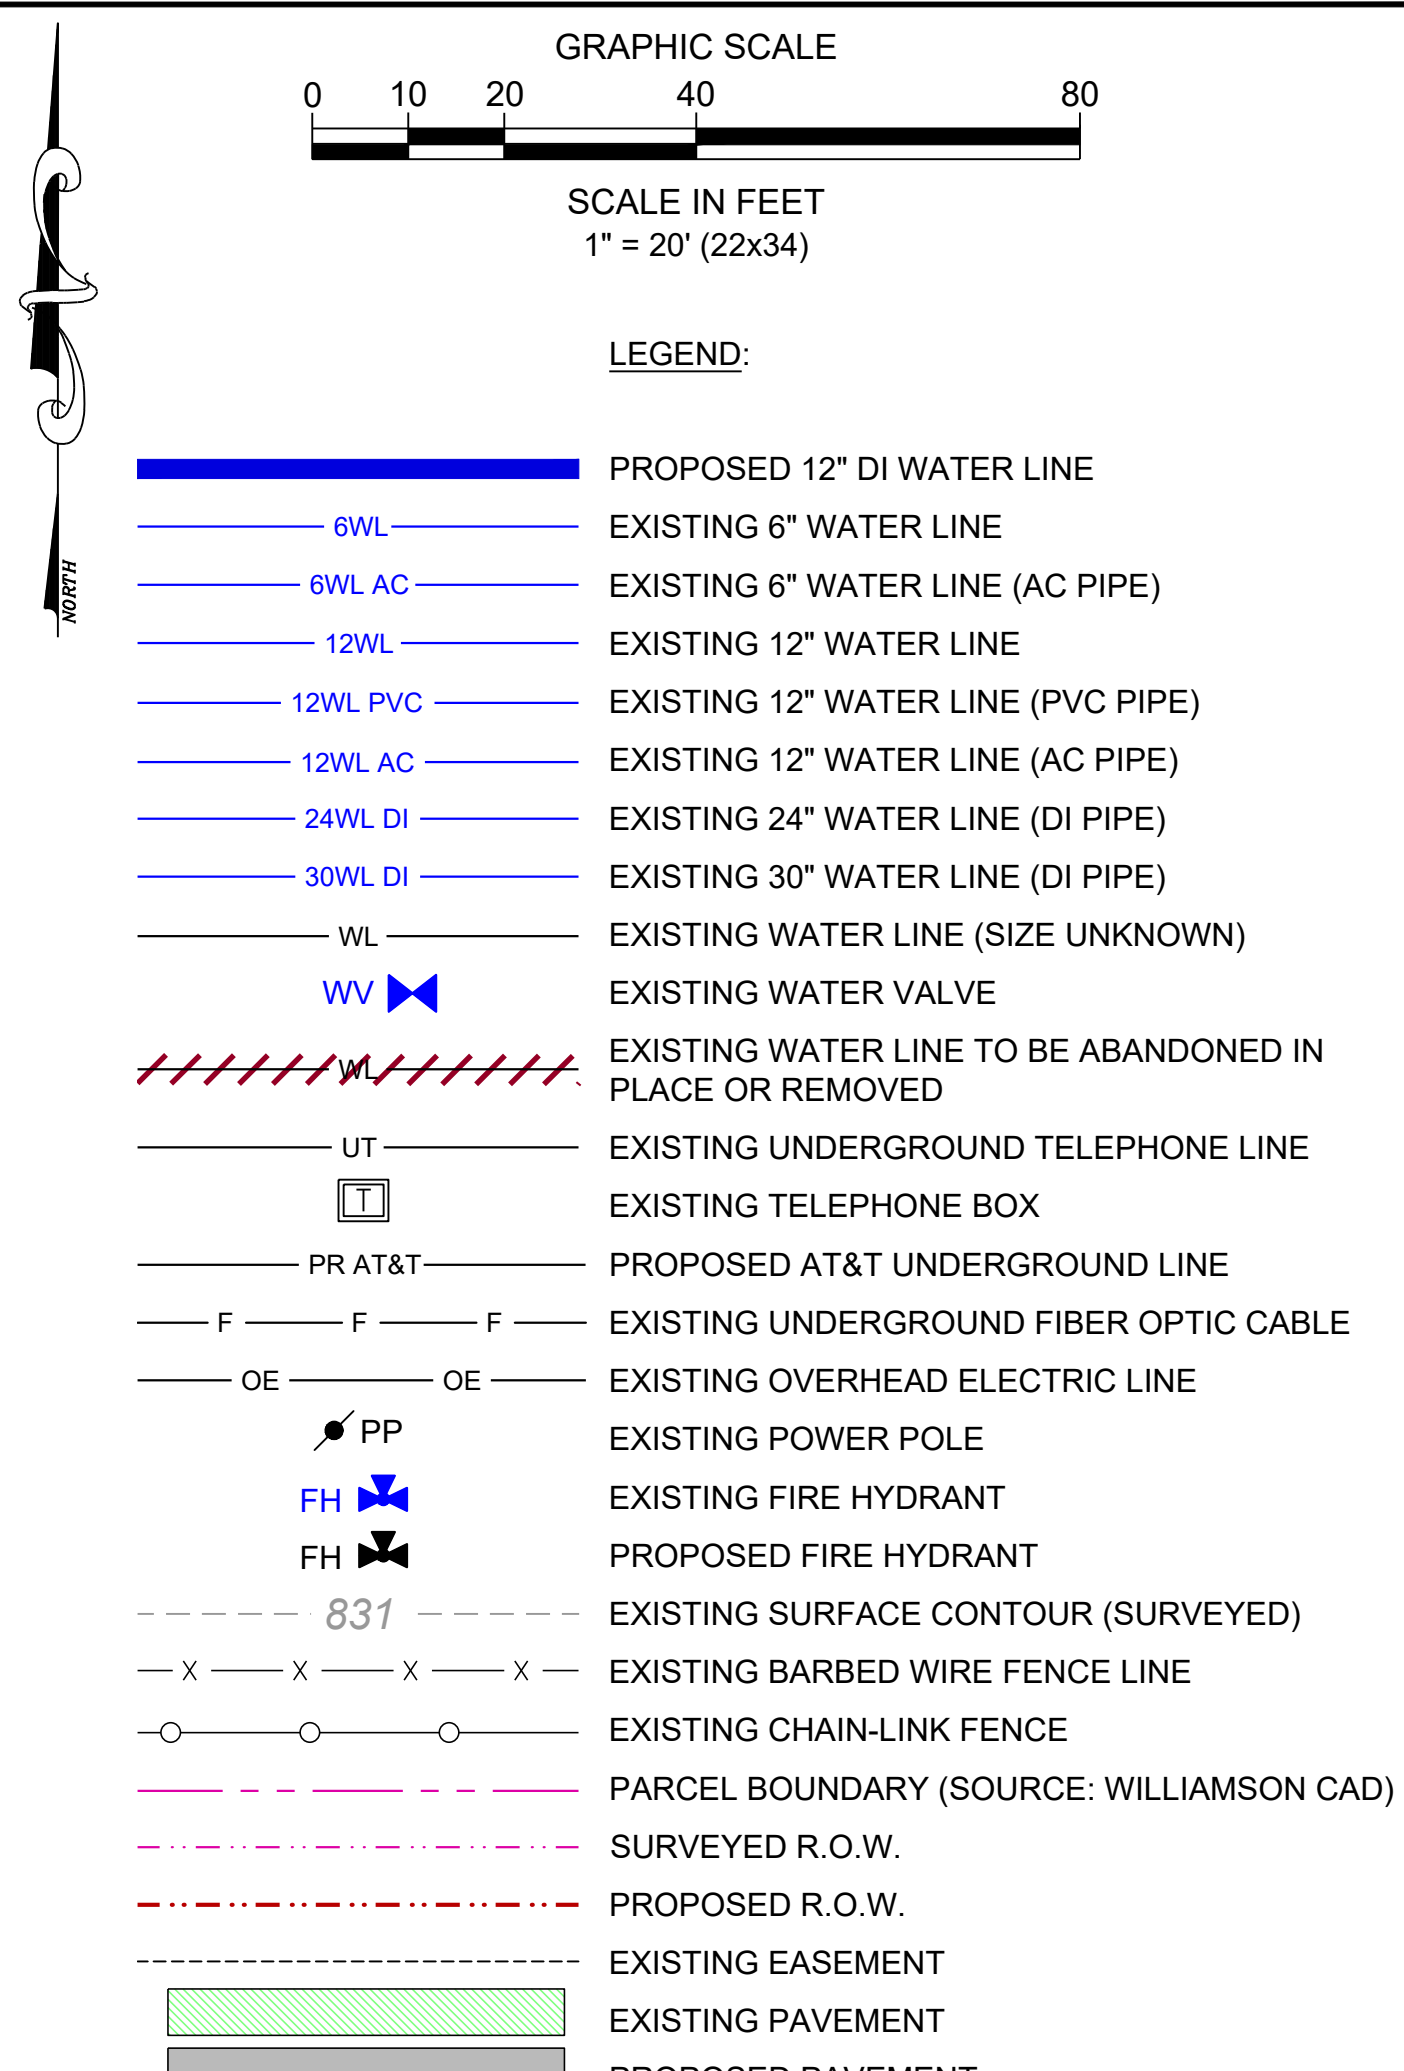 GRAPHIC SCALE
0 10 20 40 80
SCALE IN FEET
1" = 20' (22x34)
NORTH
LEGEND:
PROPOSED 12" DI WATER LINE
6WL EXISTING 6" WATER LINE
6WL AC EXISTING 6" WATER LINE (AC PIPE)
12WL EXISTING 12" WATER LINE
12WL PVC EXISTING 12" WATER LINE (PVC PIPE)
12WL AC EXISTING 12" WATER LINE (AC PIPE)
24WL DI EXISTING 24" WATER LINE (DI PIPE)
30WL DI EXISTING 30" WATER LINE (DI PIPE)
WL EXISTING WATER LINE (SIZE UNKNOWN)
WV EXISTING WATER VALVE
WL EXISTING WATER LINE TO BE ABANDONED IN
PLACE OR REMOVED
UT EXISTING UNDERGROUND TELEPHONE LINE
T EXISTING TELEPHONE BOX
PR AT&T PROPOSED AT&T UNDERGROUND LINE
F F F EXISTING UNDERGROUND FIBER OPTIC CABLE
OE OE EXISTING OVERHEAD ELECTRIC LINE
PP EXISTING POWER POLE
FH EXISTING FIRE HYDRANT
FH PROPOSED FIRE HYDRANT
831 EXISTING SURFACE CONTOUR (SURVEYED)
X X X X EXISTING BARBED WIRE FENCE LINE
EXISTING CHAIN-LINK FENCE
PARCEL BOUNDARY (SOURCE: WILLIAMSON CAD)
SURVEYED R.O.W.
PROPOSED R.O.W.
EXISTING EASEMENT
EXISTING PAVEMENT
PROPOSED PAVEMENT